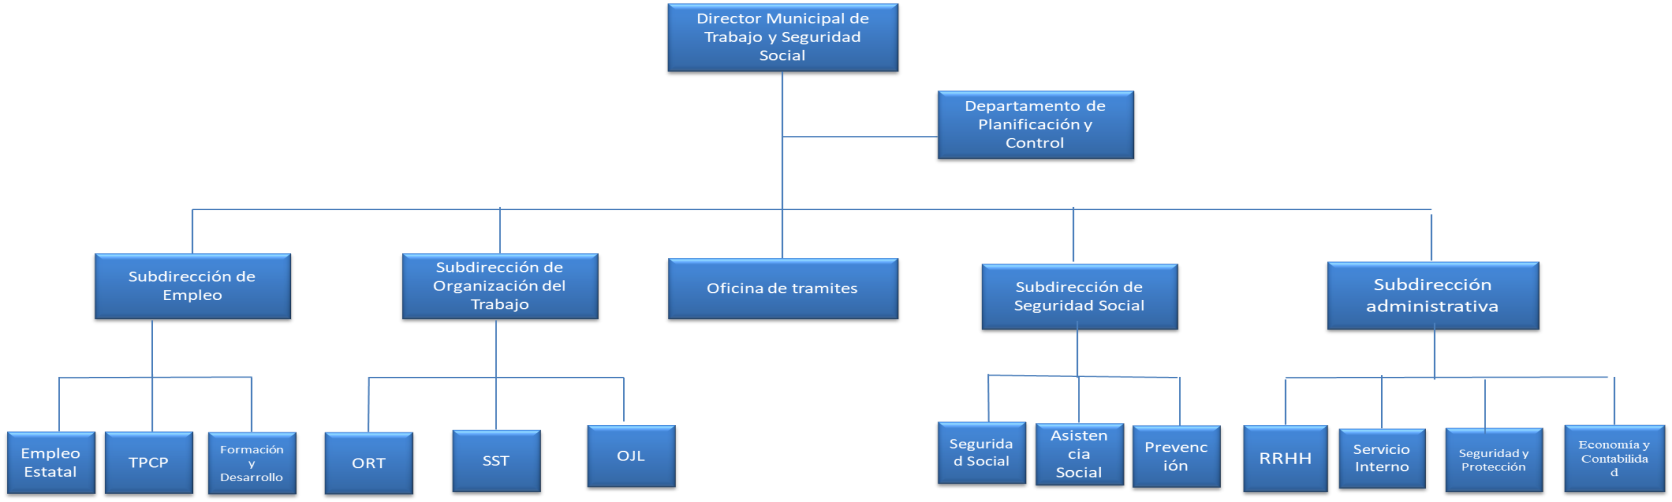 Director Municipal de
Trabajo y Seguridad
Social
Departamento de
Planificación y
Control
Subdirección de
Empleo
Subdirección de
Organización del
Trabajo
Oficina de tramites
Subdirección de
Seguridad Social
Subdirección
administrativa
Empleo
Estatal
TPCP
Formación
y
Desarrollo
ORT
SST
OJL
Segurida
d Social
Asisten
cia
Social
Prevenc
ión
RRHH
Servicio
Interno
Seguridad y
Protección
Economía y
Contabilida
d